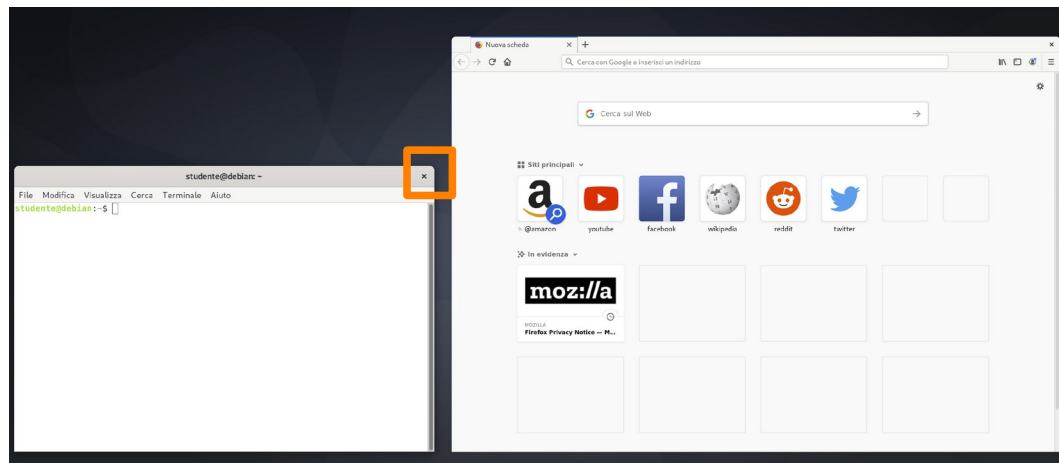 studente@debian: ~
File Modifica Visualizza Cerca Terminale Aiuto
studente@debian:~$
Nuova scheda
Cerca con Google o inserisci un indirizzo
Cerca sul Web
Siti principali
@amazon youtube facebook wikipedia reddit twitter
In evidenza
moz://a
MOZILLA
Firefox Privacy Notice — M...